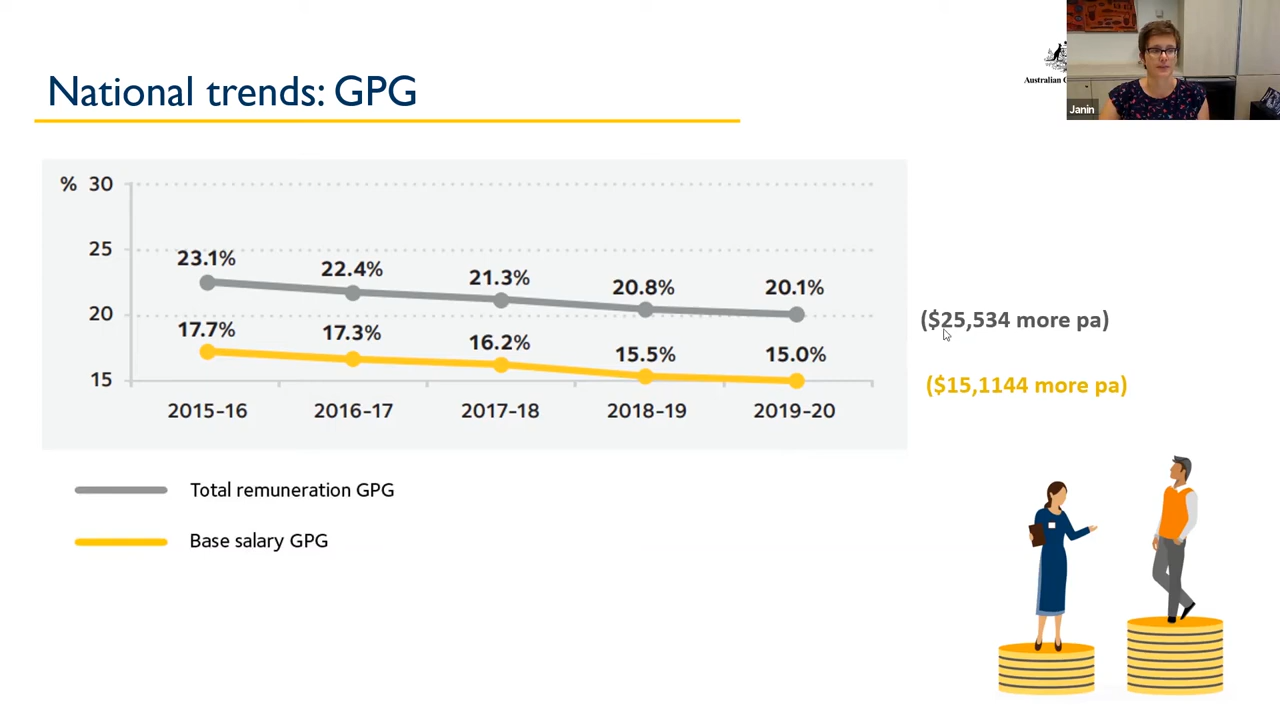 National trends: GPG
Australian
Janin
% 30
25
20
15
23.1%
22.4%
21.3%
20.8%
20.1%
17.7%
17.3%
16.2%
15.5%
15.0%
2015-16
2016-17
2017-18
2018-19
2019-20
($25,534 more pa)
($15,1144 more pa)
Total remuneration GPG
Base salary GPG